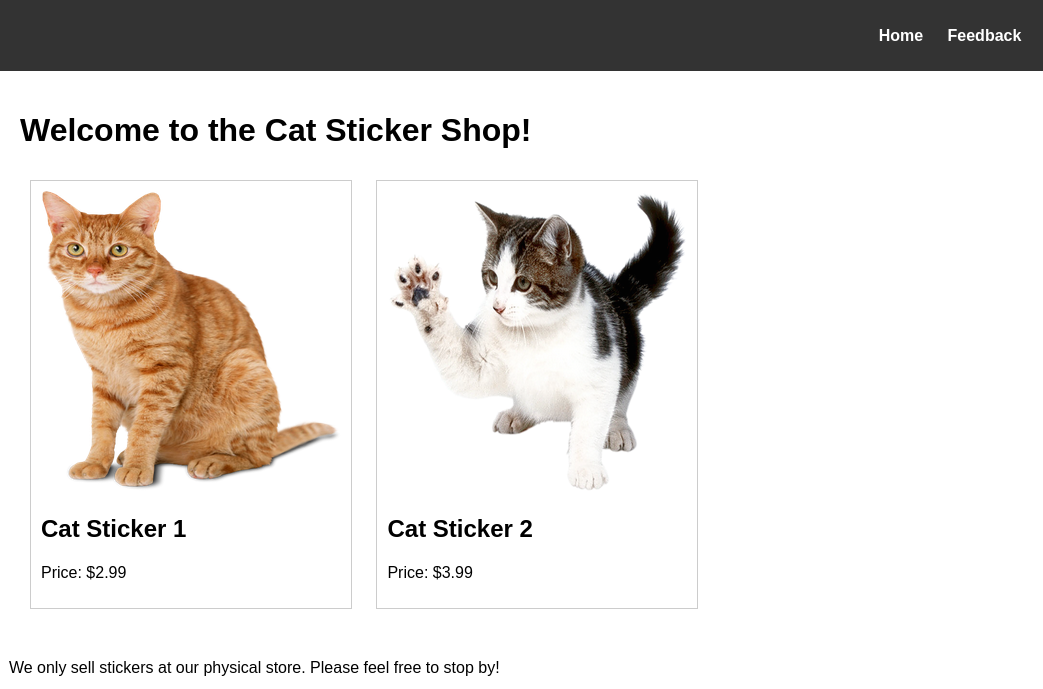 Home Feedback
Welcome to the Cat Sticker Shop!
Cat Sticker 1
Price: $2.99
Cat Sticker 2
Price: $3.99
We only sell stickers at our physical store. Please feel free to stop by!